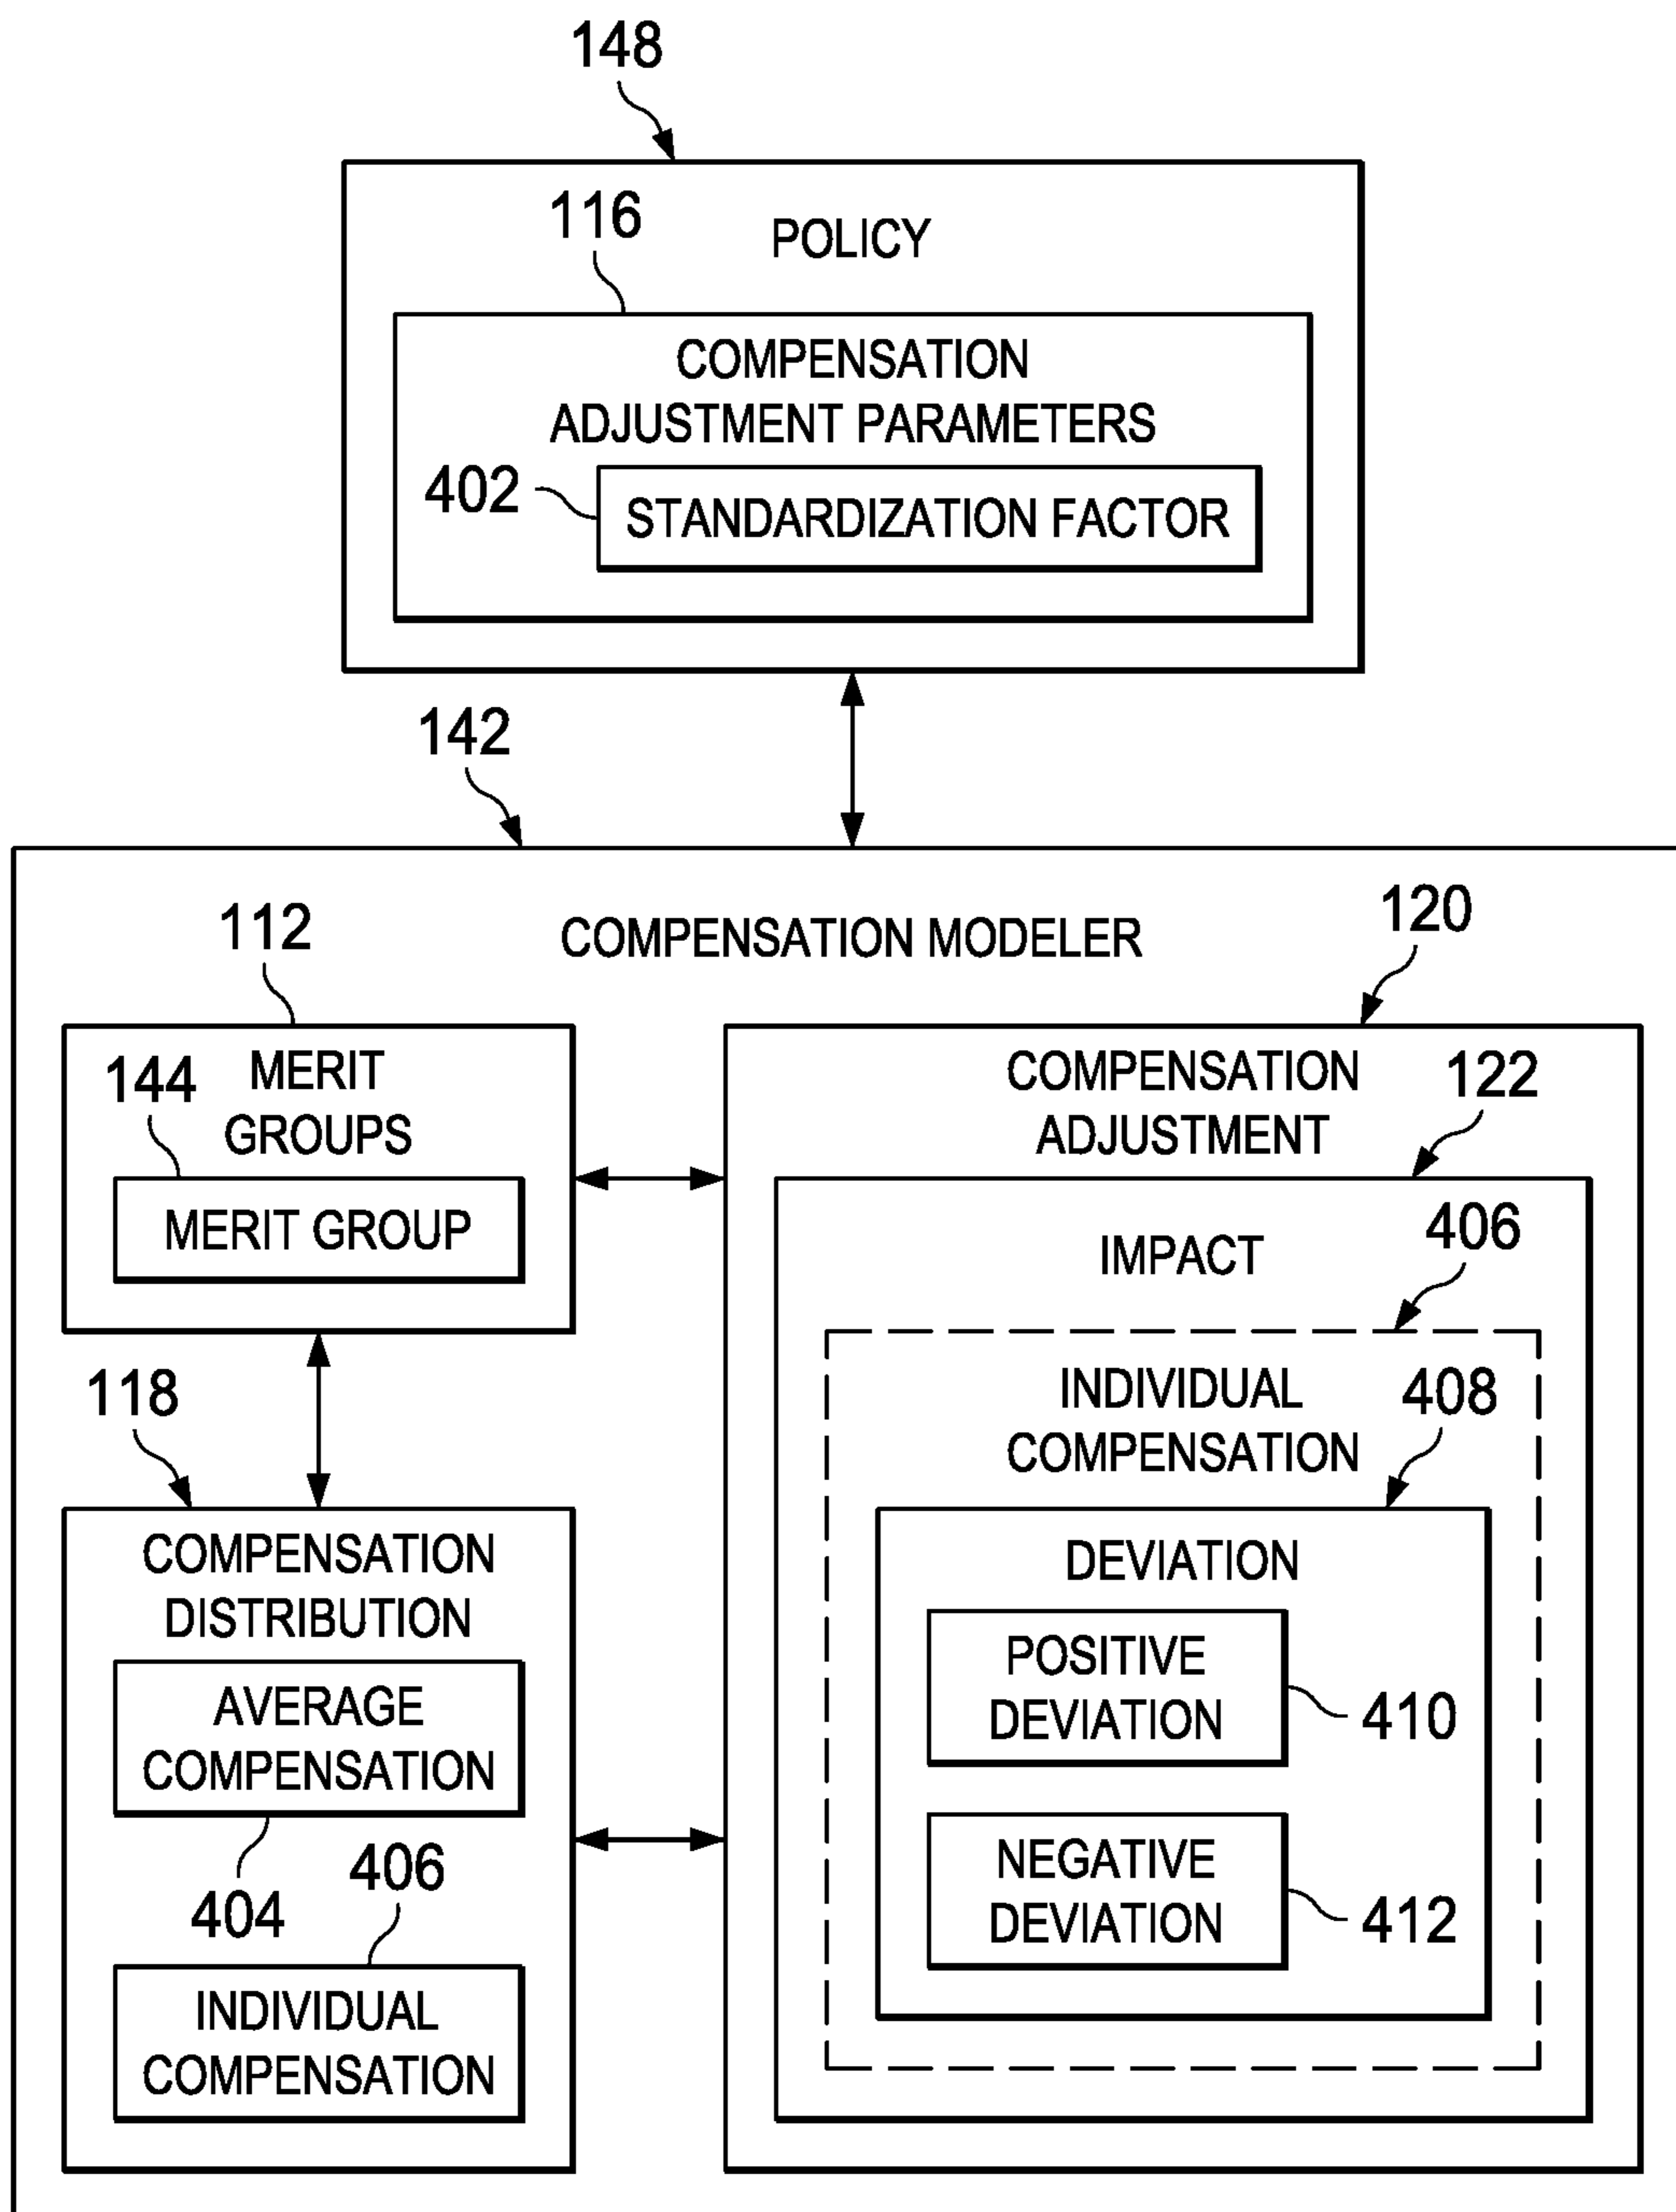 148
116
POLICY
COMPENSATION
ADJUSTMENT PARAMETERS
402
STANDARDIZATION FACTOR
142
COMPENSATION MODELER
112
MERIT
GROUPS
144
MERIT GROUP
120
COMPENSATION
ADJUSTMENT
122
IMPACT
406
INDIVIDUAL
COMPENSATION
408
DEVIATION
POSITIVE
DEVIATION
410
NEGATIVE
DEVIATION
412
118
COMPENSATION
DISTRIBUTION
AVERAGE
COMPENSATION
404
406
INDIVIDUAL
COMPENSATION